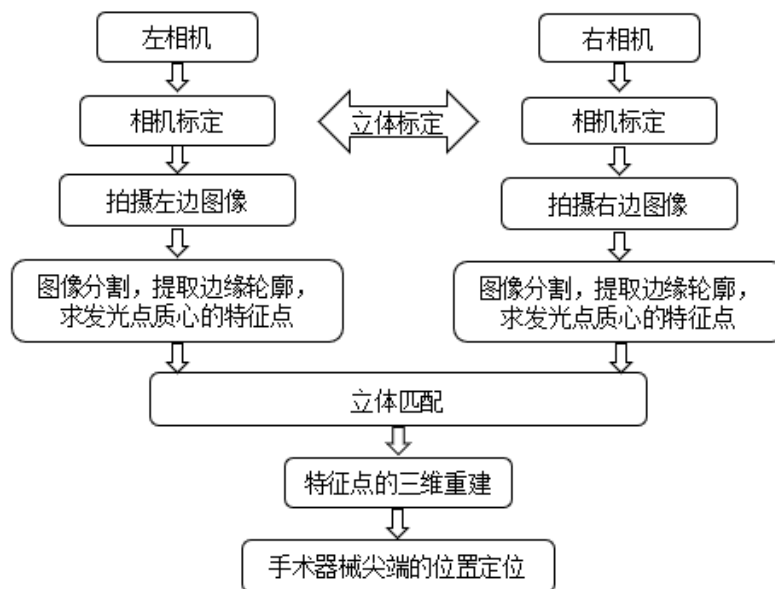 左相机
右相机
相机标定
立体标定
相机标定
拍摄左边图像
拍摄右边图像
图像分割，提取边缘轮廓，
求发光点质心的特征点
图像分割，提取边缘轮廓，
求发光点质心的特征点
立体匹配
特征点的三维重建
手术器械尖端的位置定位